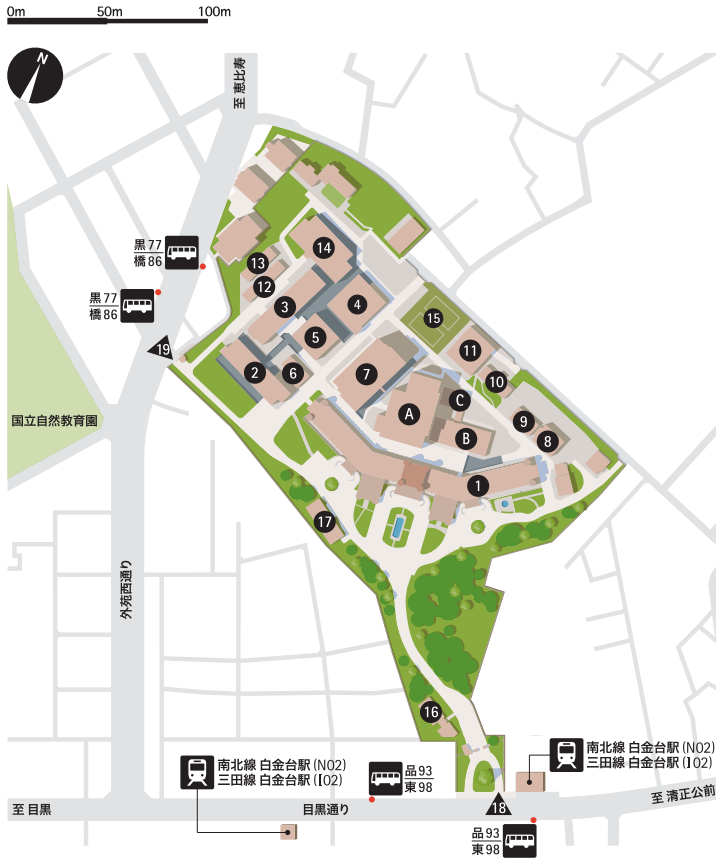 0m 50m 100m
N
至 恵比寿
黒 77
橋 86
黒 77
橋 86
19
国立自然教育園
外苑西通り
13
14
12
3
4
15
5
11
2
6
7
10
A
C
9
B
8
1
17
16
南北線 白金台駅 (N02)
三田線 白金台駅 (I02)
品 93
東 98
南北線 白金台駅 (N02)
三田線 白金台駅 (I02)
至 目黒
目黒通り
18
至 清正公前
品 93
東 98